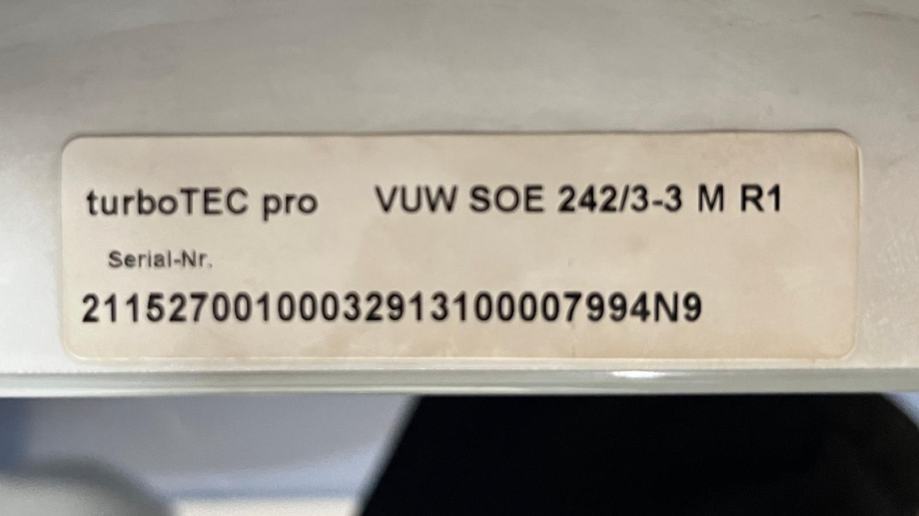 turboTEC pro VUW SOE 242/3-3 M R1
Serial-Nr.
21152700100032913100007994N9